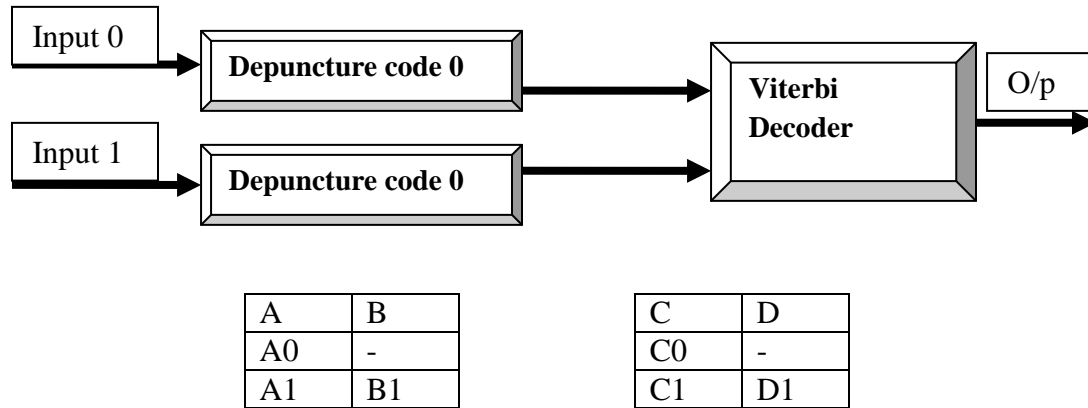 Input 0
Depuncture code 0
Viterbi
Decoder
O/p
Input 1
Depuncture code 0
A B
A0 -
A1 B1
C D
C0 -
C1 D1